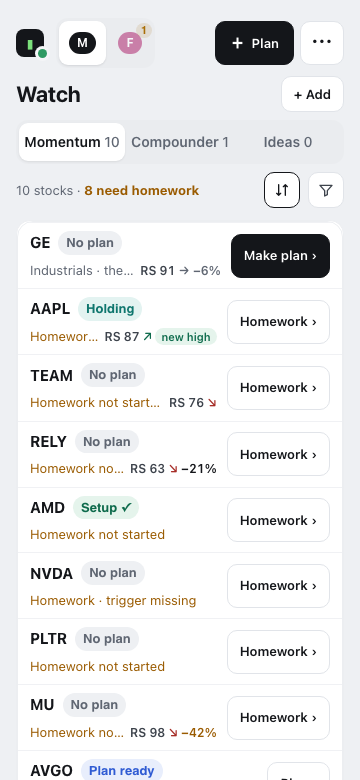 M F 1 + Plan ...
Watch + Add
Momentum 10 Compounder 1 Ideas 0
10 stocks · 8 need homework
GE No plan
Industrials · the... RS 91 → −6% Make plan ›
AAPL Holding
Homewor... RS 87 ↗ new high Homework ›
TEAM No plan
Homework not start... RS 76 ↘ Homework ›
RELY No plan
Homework no... RS 63 ↘ −21% Homework ›
AMD Setup ✓
Homework not started Homework ›
NVDA No plan
Homework · trigger missing Homework ›
PLTR No plan
Homework not started Homework ›
MU No plan
Homework no... RS 98 ↘ −42% Homework ›
AVGO Plan ready